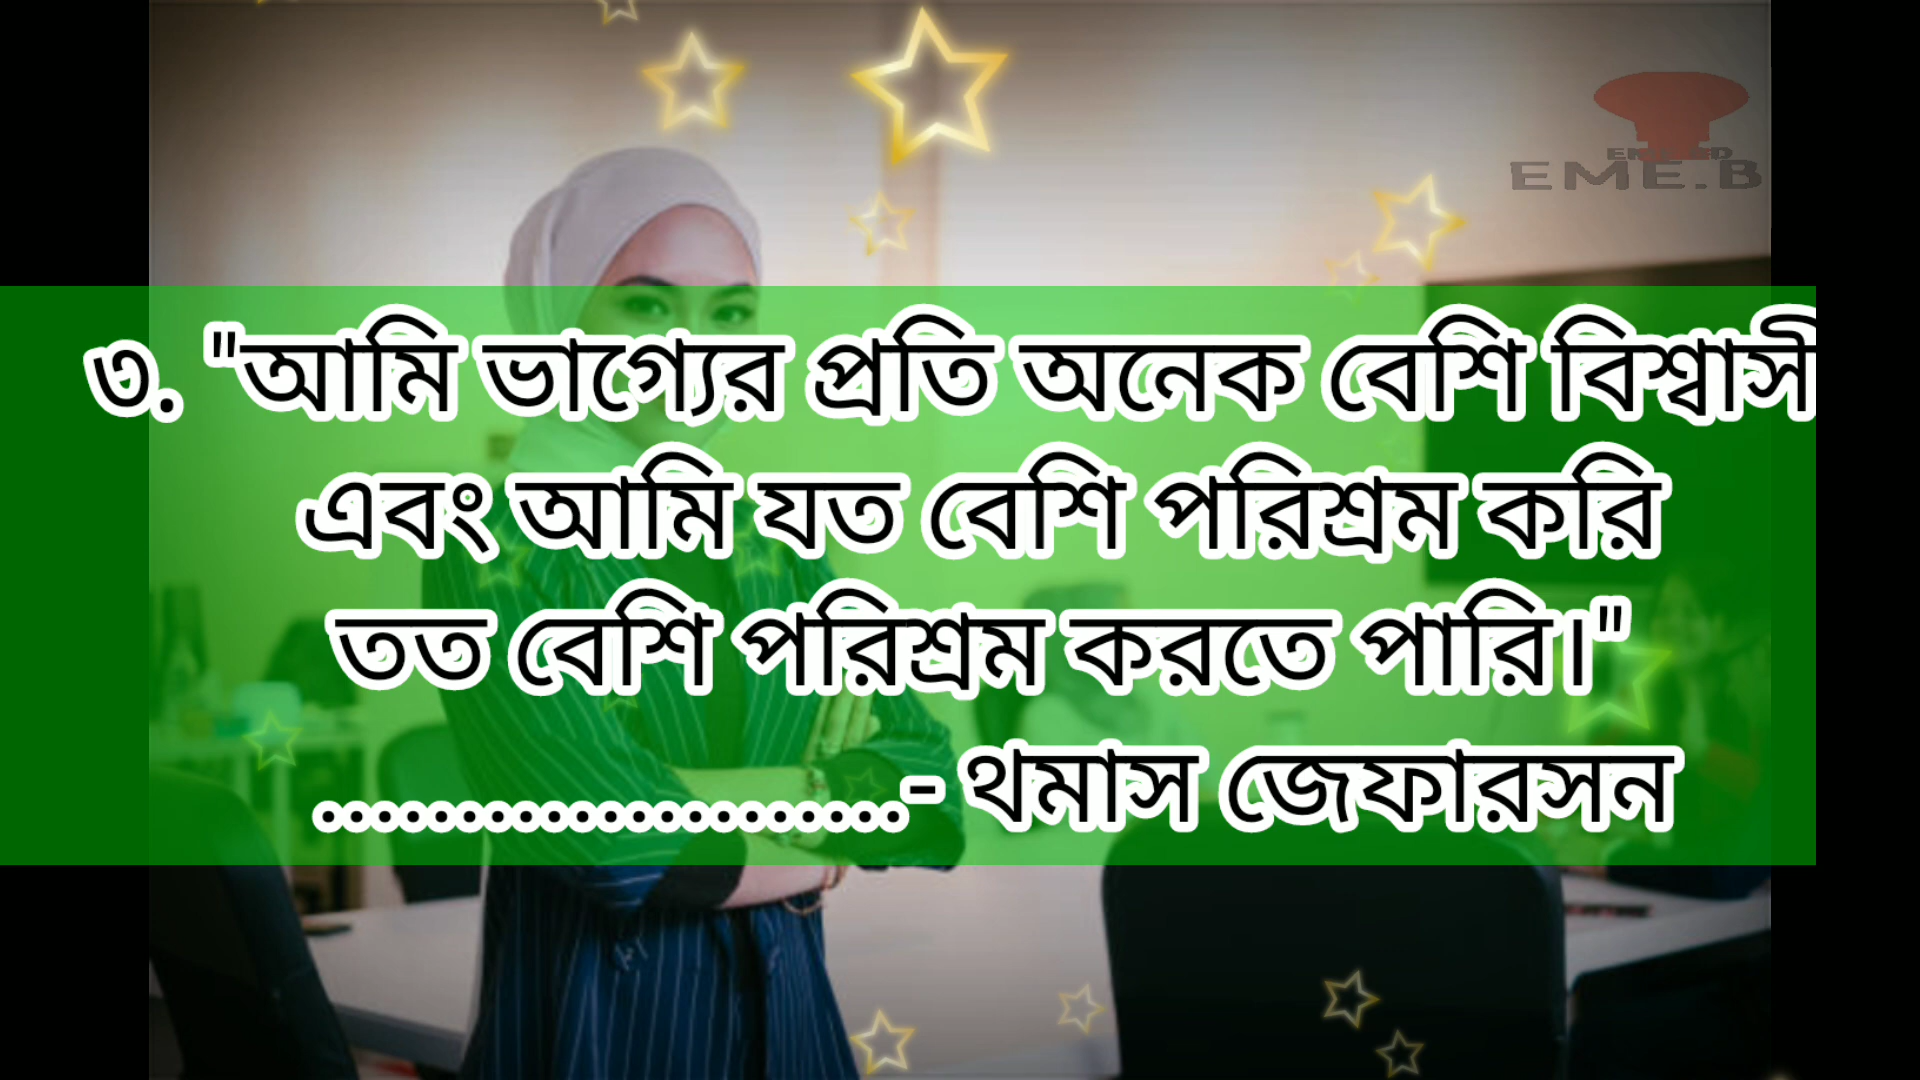 EME.B
৩. "আমি ভাগ্যের প্রতি অনেক বেশি বিশ্বাসী
এবং আমি যত বেশি পরিশ্রম করি
তত বেশি পরিশ্রম করতে পারি।"
.....................- থমাস জেফারসন